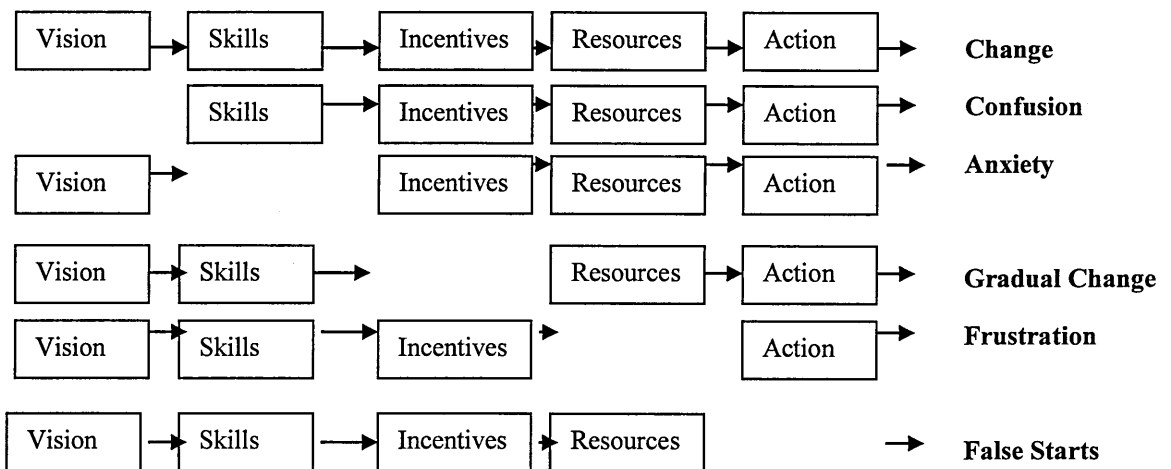 Vision Skills Incentives Resources Action Change
Skills Incentives Resources Action Confusion
Vision Incentives Resources Action Anxiety
Vision Skills Resources Action Gradual Change
Vision Skills Incentives Action Frustration
Vision Skills Incentives Resources False Starts